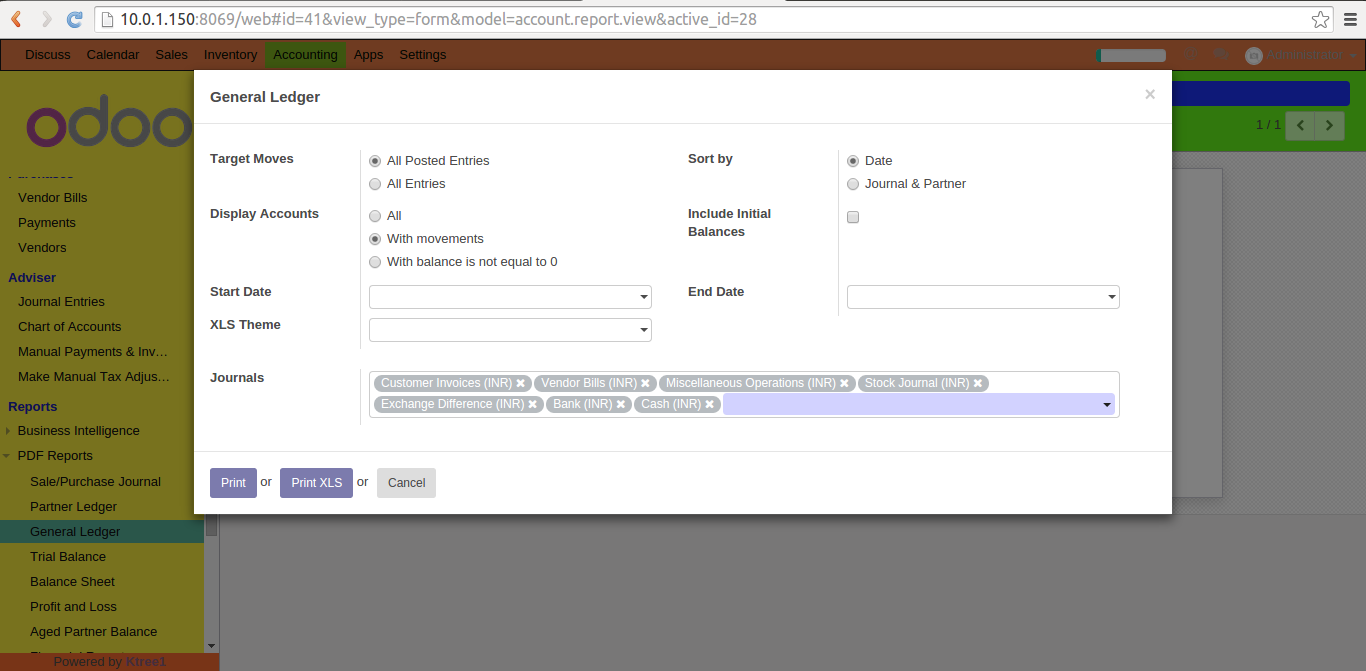 10.0.1.150:8069/web#id=41&view_type=form&model=account.report.view&active_id=28
Discuss Calendar Sales Inventory Accounting Apps Settings Administrator
odoo
General Ledger ×
1 / 1
Target Moves
All Posted Entries
All Entries
Sort by
Date
Journal & Partner
Display Accounts
All
With movements
With balance is not equal to 0
Include Initial
Balances
Start Date
End Date
XLS Theme
Journals
Customer Invoices (INR) Vendor Bills (INR) Miscellaneous Operations (INR) Stock Journal (INR)
Exchange Difference (INR) Bank (INR) Cash (INR)
Print or Print XLS or Cancel
Purchases
Vendor Bills
Payments
Vendors
Adviser
Journal Entries
Chart of Accounts
Manual Payments & Inv...
Make Manual Tax Adjus...
Reports
Business Intelligence
PDF Reports
Sale/Purchase Journal
Partner Ledger
General Ledger
Trial Balance
Balance Sheet
Profit and Loss
Aged Partner Balance
Powered by Ktree1